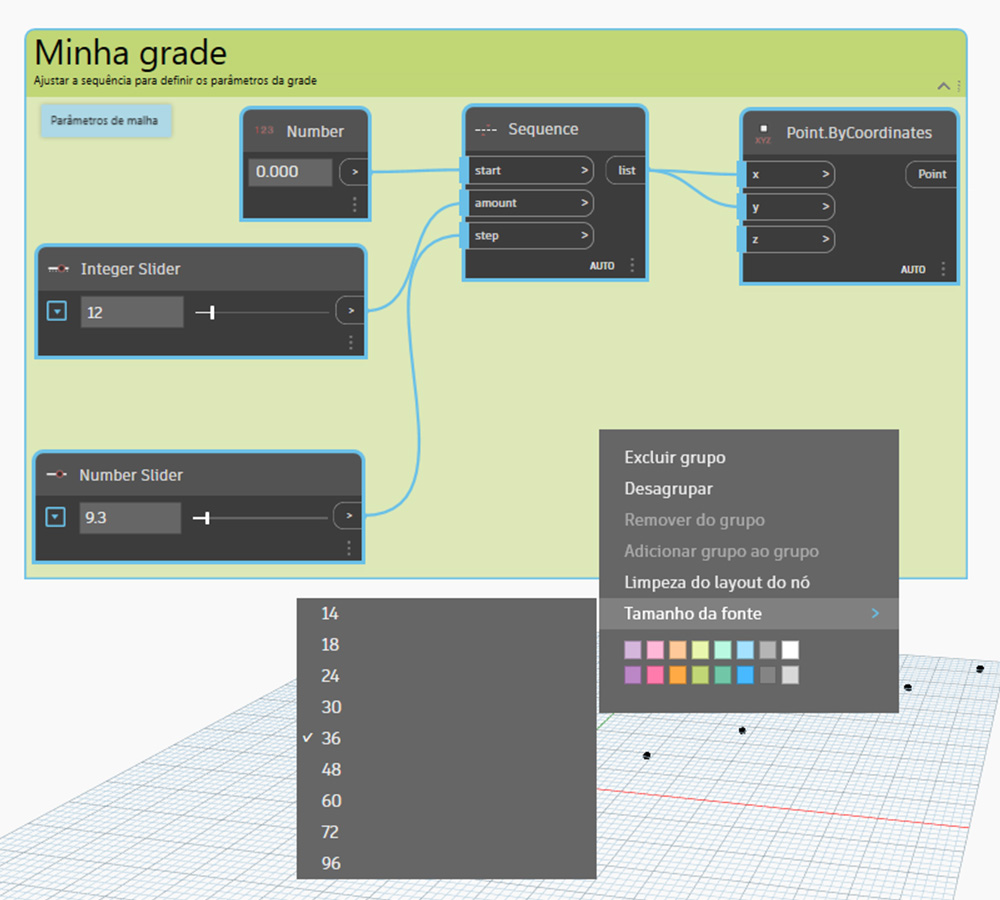 Minha grade
Ajustar a sequência para definir os parâmetros da grade
Parâmetros de malha
123 Number
0.000 >
Sequence
start > list
amount >
step >
AUTO
XYZ Point.ByCoordinates
x > Point
y >
z >
AUTO
Integer Slider
12 >
Number Slider
9.3 >
Excluir grupo
Desagrupar
Remover do grupo
Adicionar grupo ao grupo
Limpeza do layout do nó
Tamanho da fonte >
14
18
24
30
✓ 36
48
60
72
96